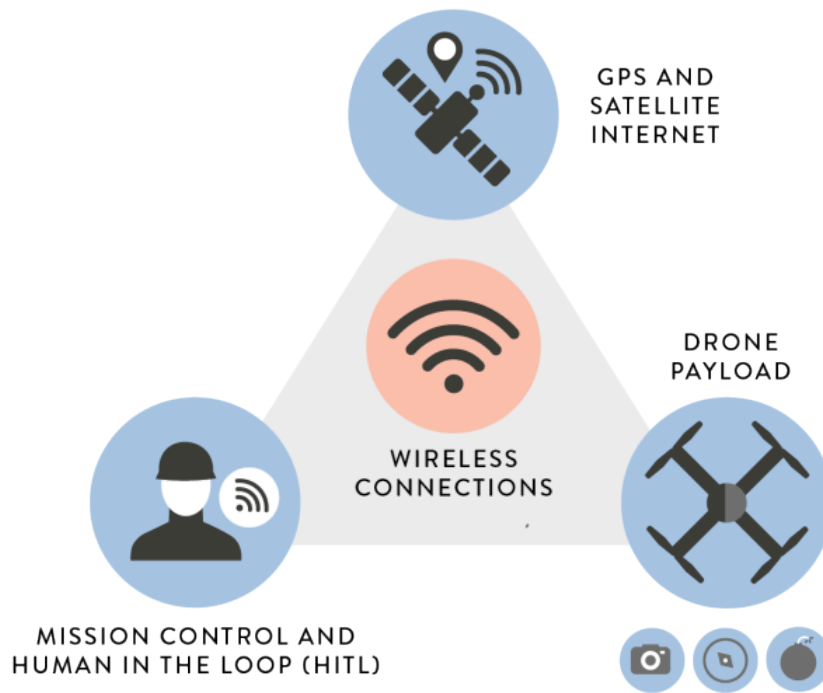 GPS AND
SATELLITE
INTERNET
DRONE
PAYLOAD
WIRELESS
CONNECTIONS
MISSION CONTROL AND
HUMAN IN THE LOOP (HITL)